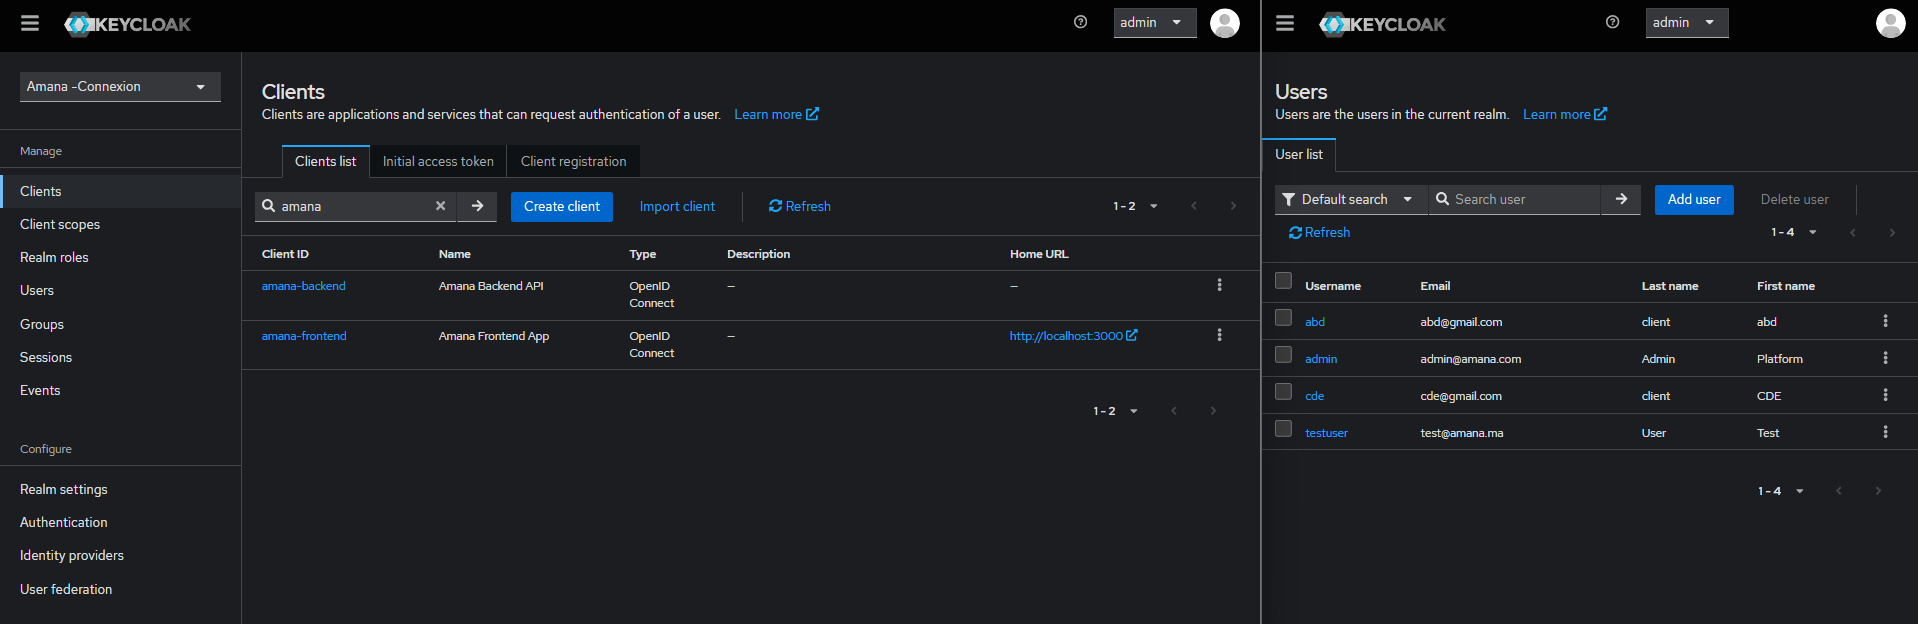 KEYCLOAK
admin
Amana -Connexion
Manage
Clients
Client scopes
Realm roles
Users
Groups
Sessions
Events
Configure
Realm settings
Authentication
Identity providers
User federation
Clients
Clients are applications and services that can request authentication of a user. Learn more
Clients list Initial access token Client registration
amana Create client Import client Refresh 1 - 2
Client ID Name Type Description Home URL
amana-backend Amana Backend API OpenID – –
Connect
amana-frontend Amana Frontend App OpenID – http://localhost:3000
Connect
1 - 2
KEYCLOAK
admin
Users
Users are the users in the current realm. Learn more
User list
Default search Search user Add user Delete user
Refresh 1 - 4
Username Email Last name First name
abd abd@gmail.com client abd
admin admin@amana.com Admin Platform
cde cde@gmail.com client CDE
testuser test@amana.ma User Test
1 - 4